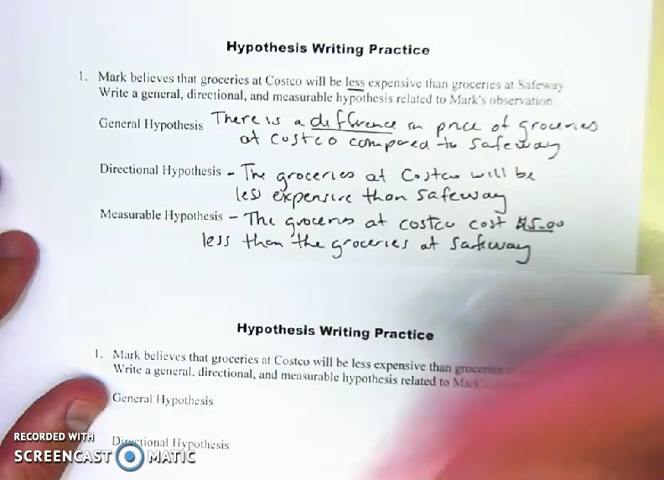 Hypothesis Writing Practice
1. Mark believes that groceries at Costco will be less expensive than groceries at Safeway
Write a general, directional, and measurable hypothesis related to Mark's observation.
General Hypothesis There is a difference in price of groceries
at Costco compared to Safeway
Directional Hypothesis - The groceries at Costco will be
less expensive than Safeway
Measurable Hypothesis - The groceries at costco cost $5.00
less than the groceries at Safeway
Hypothesis Writing Practice
1. Mark believes that groceries at Costco will be less expensive than groceries
Write a general, directional, and measurable hypothesis related to Mark's
General Hypothesis
Directional Hypothesis
RECORDED WITH
SCREENCAST MATIC